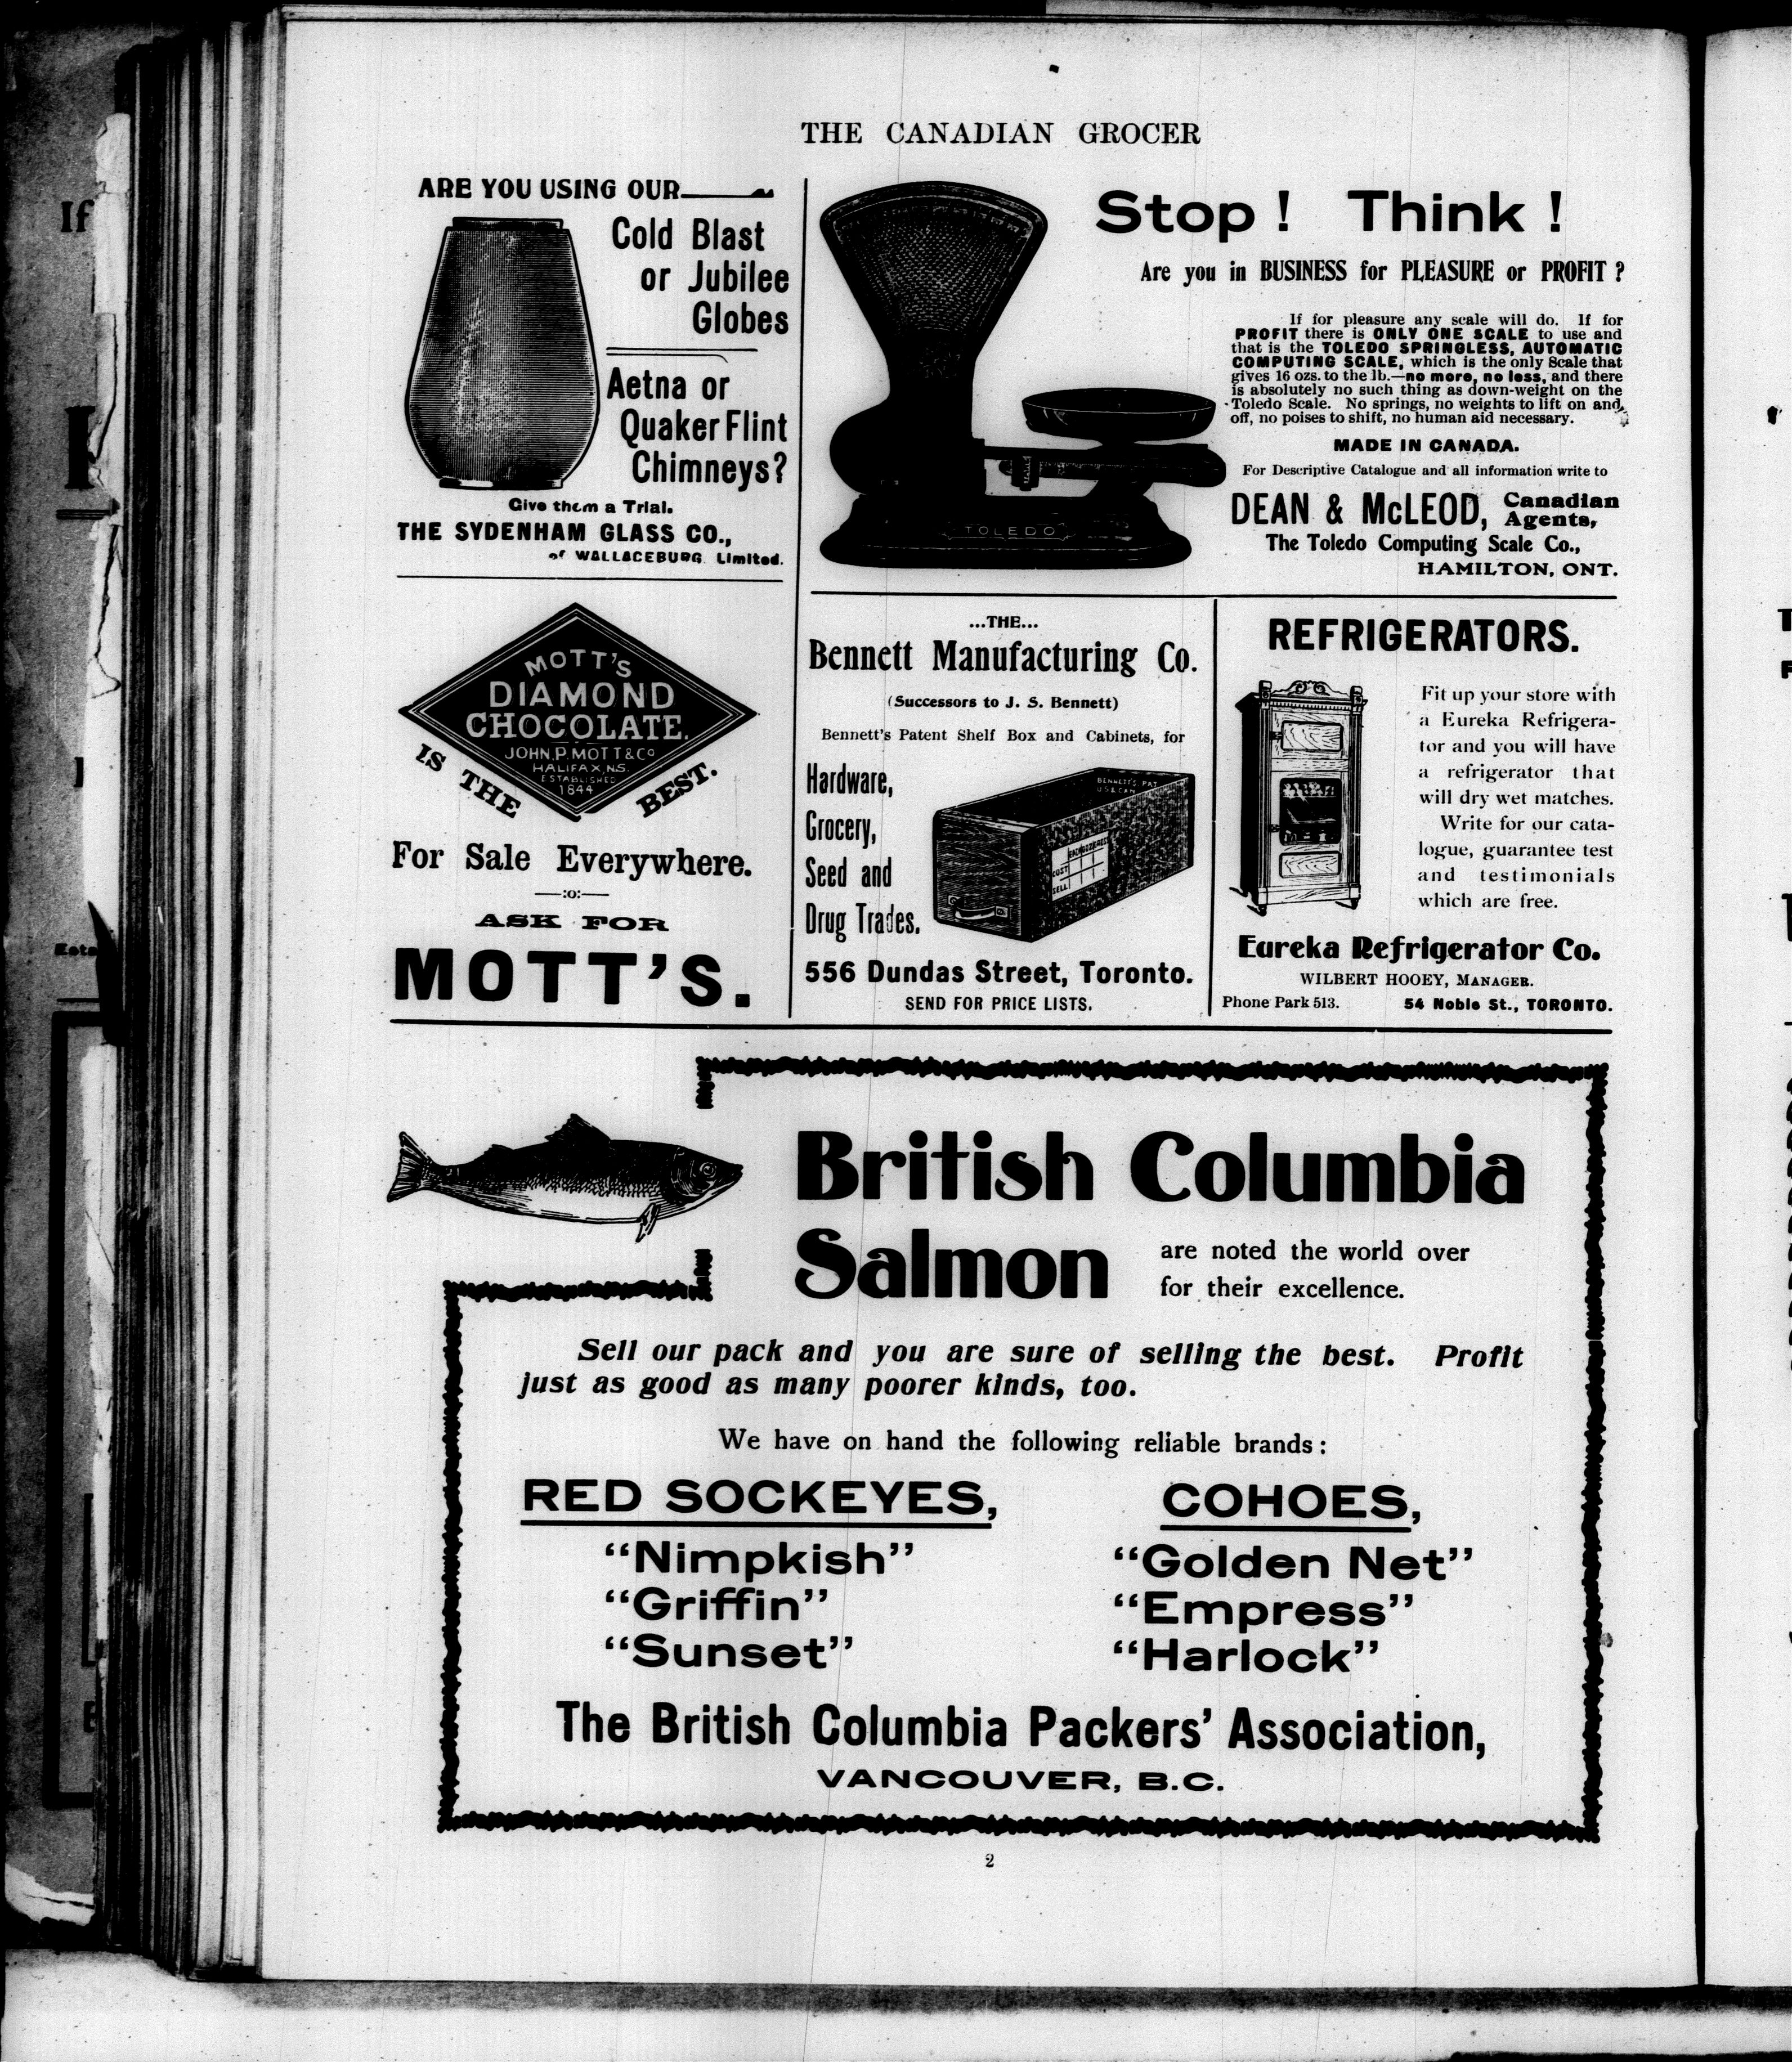 THE CANADIAN GROCER
ARE YOU USING OUR
Cold Blast
or Jubilee
Globes
Aetna or
Quaker Flint
Chimneys?
Give them a Trial.
THE SYDENHAM GLASS CO.,
of WALLACEBURG Limited.
TOLEDO
Stop! Think!
Are you in BUSINESS for PLEASURE or PROFIT?
If for pleasure any scale will do. If for
PROFIT there is ONLY ONE SCALE to use and
that is the TOLEDO SPRINGLESS, AUTOMATIC
COMPUTING SCALE, which is the only Scale that
gives 16 ozs. to the lb.—no more, no less, and there
is absolutely no such thing as down-weight on the
Toledo Scale. No springs, no weights to lift on and
off, no poises to shift, no human aid necessary.
MADE IN CANADA.
For Descriptive Catalogue and all information write to
DEAN & McLEOD, Canadian
Agents,
The Toledo Computing Scale Co.,
HAMILTON, ONT.
MOTT'S
DIAMOND
CHOCOLATE.
JOHN P. MOTT & Co
HALIFAX, N.S.
ESTABLISHED
1844
IS THE BEST.
For Sale Everywhere.
—:o:—
ASK FOR
MOTT'S.
...THE...
Bennett Manufacturing Co.
(Successors to J. S. Bennett)
Bennett's Patent Shelf Box and Cabinets, for
Hardware,
Grocery,
Seed and
Drug Trades.
BENNETT'S PAT
US & CAN
COST
SELL
556 Dundas Street, Toronto.
SEND FOR PRICE LISTS.
REFRIGERATORS.
Fit up your store with
a Eureka Refrigera-
tor and you will have
a refrigerator that
will dry wet matches.
Write for our cata-
logue, guarantee test
and testimonials
which are free.
Eureka Refrigerator Co.
WILBERT HOOEY, MANAGER.
Phone Park 513. 54 Noble St., TORONTO.
British Columbia
Salmon are noted the world over
for their excellence.
Sell our pack and you are sure of selling the best. Profit
just as good as many poorer kinds, too.
We have on hand the following reliable brands:
RED SOCKEYES,
"Nimpkish"
"Griffin"
"Sunset"
COHOES,
"Golden Net"
"Empress"
"Harlock"
The British Columbia Packers' Association,
VANCOUVER, B.C.
2
If